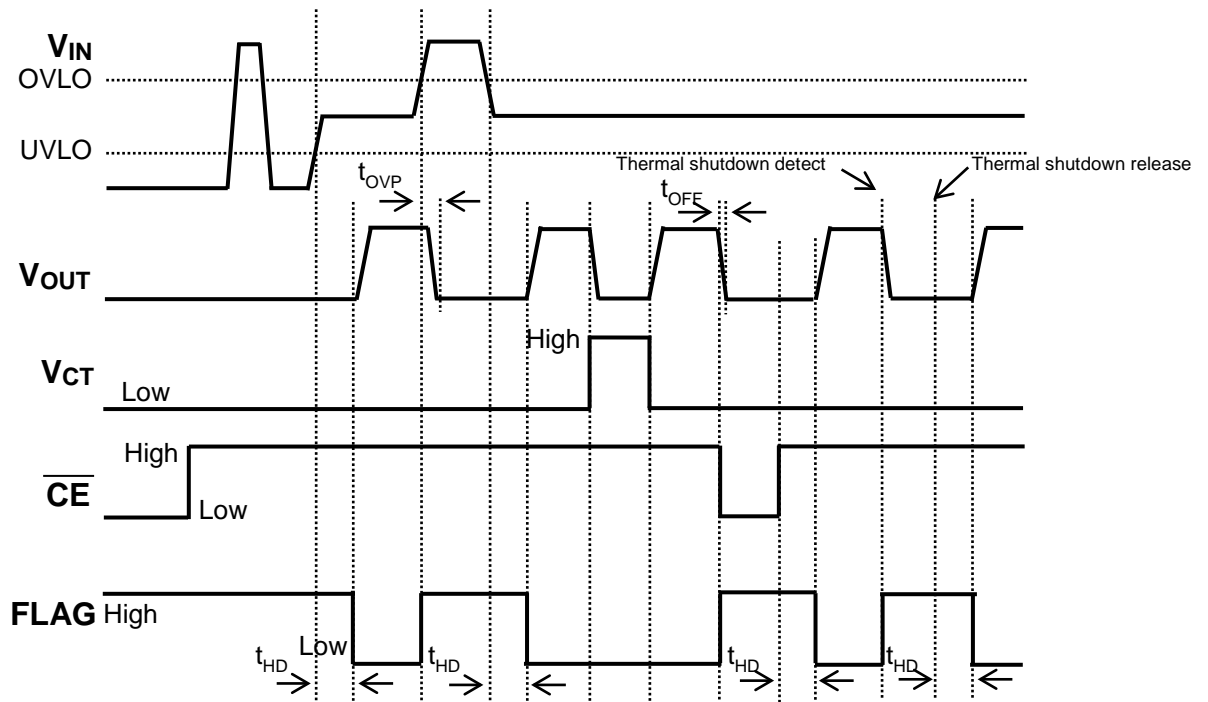 VIN
OVLO
UVLO
Thermal shutdown detect
Thermal shutdown release
tOVP
tOFF
VOUT
High
VCT
Low
High
CE
Low
FLAG High
Low
tHD
tHD
tHD
tHD